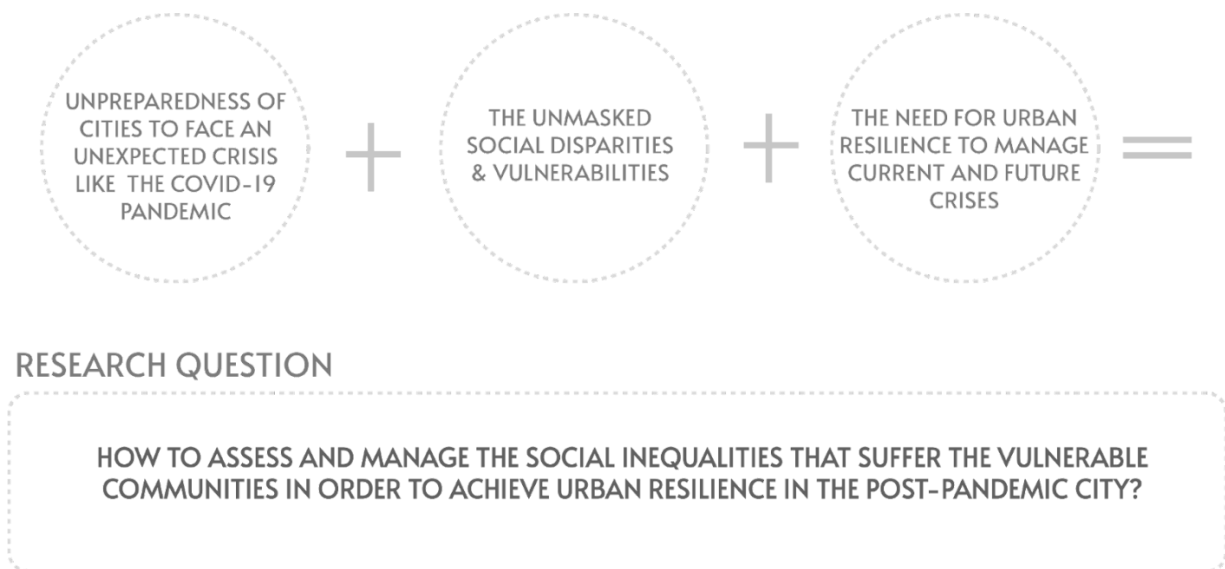 UNPREPAREDNESS OF
CITIES TO FACE AN
UNEXPECTED CRISIS
LIKE THE COVID-19
PANDEMIC
+
THE UNMASKED
SOCIAL DISPARITIES
& VULNERABILITIES
+
THE NEED FOR URBAN
RESILIENCE TO MANAGE
CURRENT AND FUTURE
CRISES
=
RESEARCH QUESTION
HOW TO ASSESS AND MANAGE THE SOCIAL INEQUALITIES THAT SUFFER THE VULNERABLE
COMMUNITIES IN ORDER TO ACHIEVE URBAN RESILIENCE IN THE POST-PANDEMIC CITY?